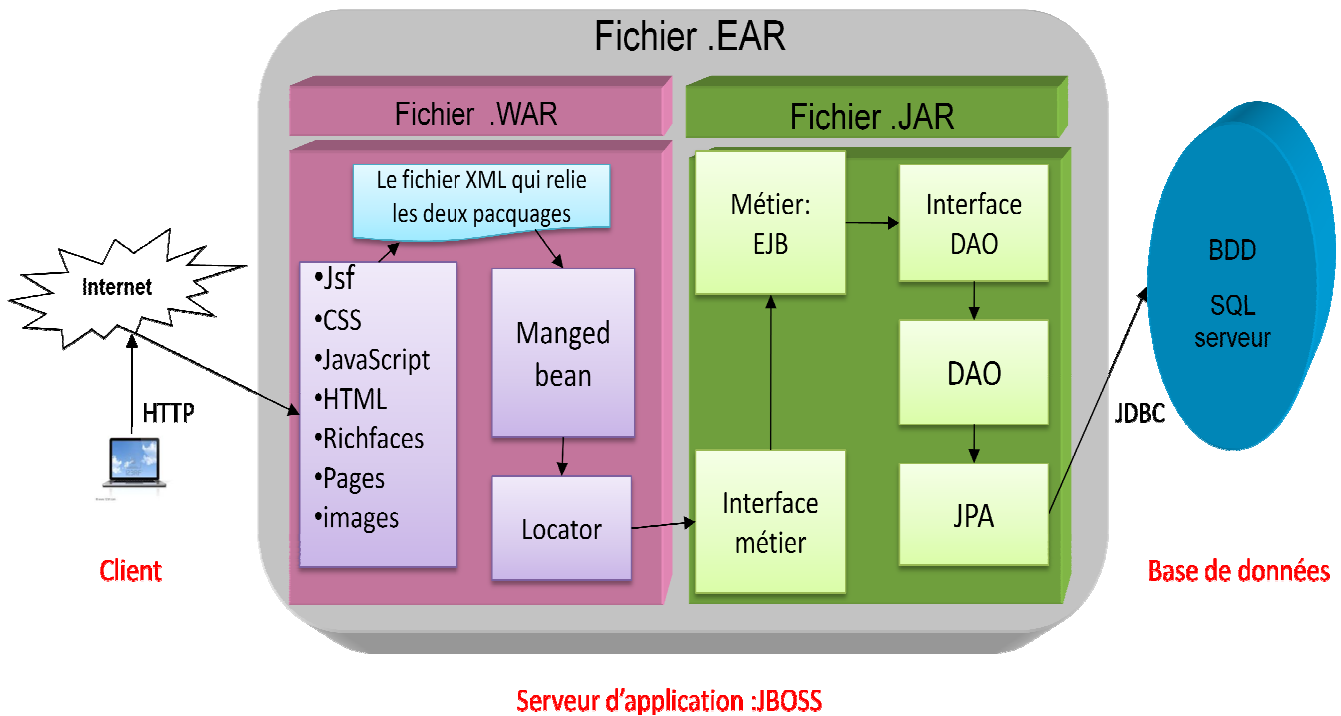 Fichier .EAR
Fichier .WAR
Fichier .JAR
Le fichier XML qui relie
les deux pacquages
Internet
HTTP
Client
•Jsf
•CSS
•JavaScript
•HTML
•Richfaces
•Pages
•images
Manged
bean
Locator
Métier:
EJB
Interface
métier
Interface
DAO
DAO
JPA
JDBC
BDD
SQL
serveur
Base de données
Serveur d’application :JBOSS